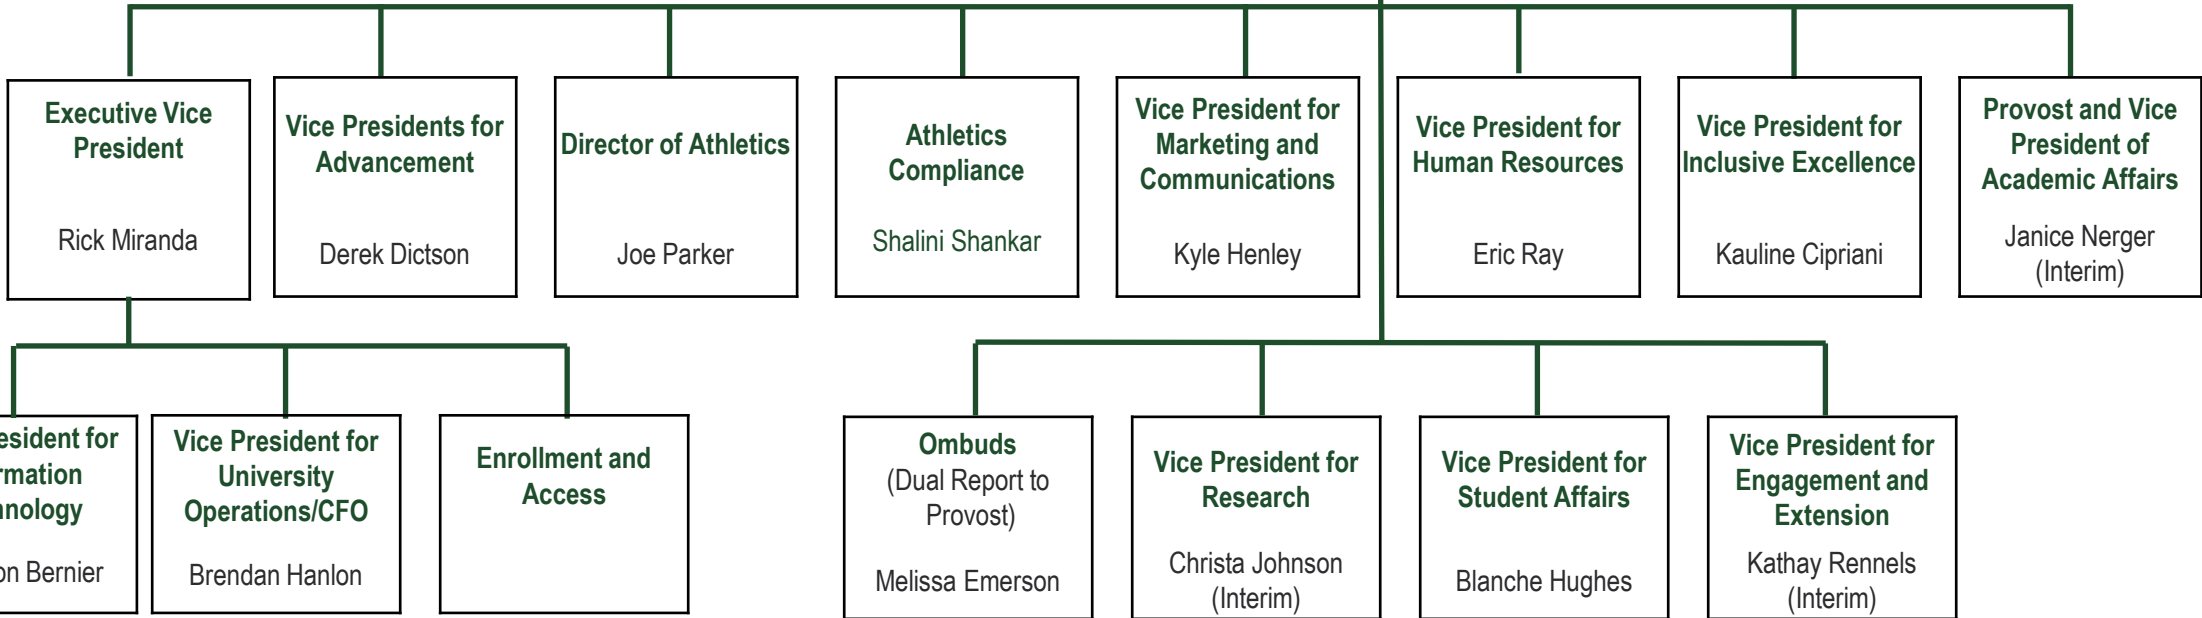 Executive Vice
President
Rick Miranda
Vice Presidents for
Advancement
Derek Dictson
Director of Athletics
Joe Parker
Athletics
Compliance
Shalini Shankar
Vice President for
Marketing and
Communications
Kyle Henley
Vice President for
Human Resources
Eric Ray
Vice President for
Inclusive Excellence
Kauline Cipriani
Provost and Vice
President of
Academic Affairs
Janice Nerger
(Interim)
for
Bernier
Vice President for
University
Operations/CFO
Brendan Hanlon
Enrollment and
Access
Ombuds
(Dual Report to
Provost)
Melissa Emerson
Vice President for
Research
Christa Johnson
(Interim)
Vice President for
Student Affairs
Blanche Hughes
Vice President for
Engagement and
Extension
Kathay Rennels
(Interim)